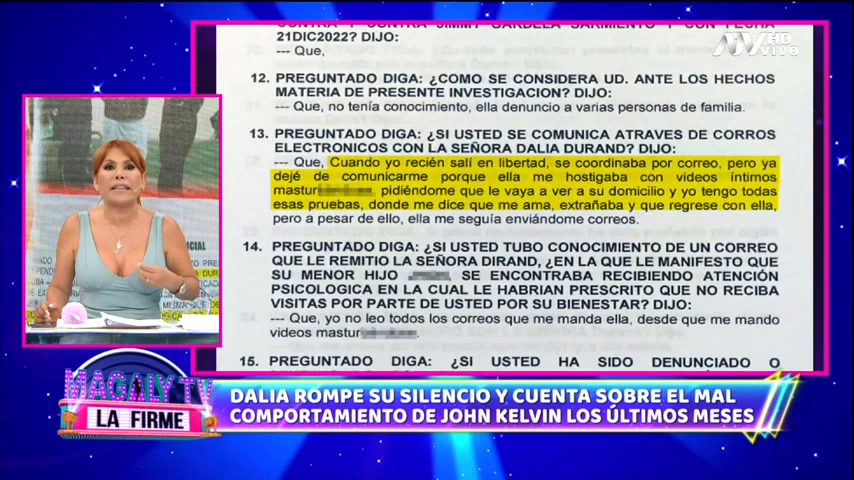 CONTRA Y CONTRA JIMMY GARDELA SARMIENTO Y CON FECHA
21DIC2022? DIJO:
--- Que,
12. PREGUNTADO DIGA: ¿COMO SE CONSIDERA UD. ANTE LOS HECHOS
MATERIA DE PRESENTE INVESTIGACION? DIJO:
--- Que, no tenía conocimiento, ella denuncio a varias personas de familia.
13. PREGUNTADO DIGA: ¿SI USTED SE COMUNICA ATRAVES DE CORROS
ELECTRONICOS CON LA SEÑORA DALIA DURAND? DIJO:
--- Que, Cuando yo recién salí en libertad, se coordinaba por correo, pero ya
dejé de comunicarme porque ella me hostigaba con videos íntimos
mastur, pidiéndome que le vaya a ver a su domicilio y yo tengo todas
esas pruebas, donde me dice que me ama, extrañaba y que regrese con ella,
pero a pesar de ello, ella me seguía enviándome correos.
14. PREGUNTADO DIGA: ¿SI USTED TUBO CONOCIMIENTO DE UN CORREO
QUE LE REMITIO LA SEÑORA DIRAND, ¿EN LA QUE LE MANIFESTO QUE
SU MENOR HIJO , SE ENCONTRABA RECIBIENDO ATENCIÓN
PSICOLOGICA EN LA CUAL LE HABRIAN PRESCRITO QUE NO RECIBA
VISITAS POR PARTE DE USTED POR SU BIENESTAR? DIJO:
--- Que, yo no leo todos los correos que me manda ella, desde que me mando
videos mastur
15. PREGUNTADO DIGA: ¿SI USTED HA SIDO DENUNCIADO O
ATV HD
VIVO
MAGALY TV
LA FIRME
DALIA ROMPE SU SILENCIO Y CUENTA SOBRE EL MAL
COMPORTAMIENTO DE JOHN KELVIN LOS ÚLTIMOS MESES